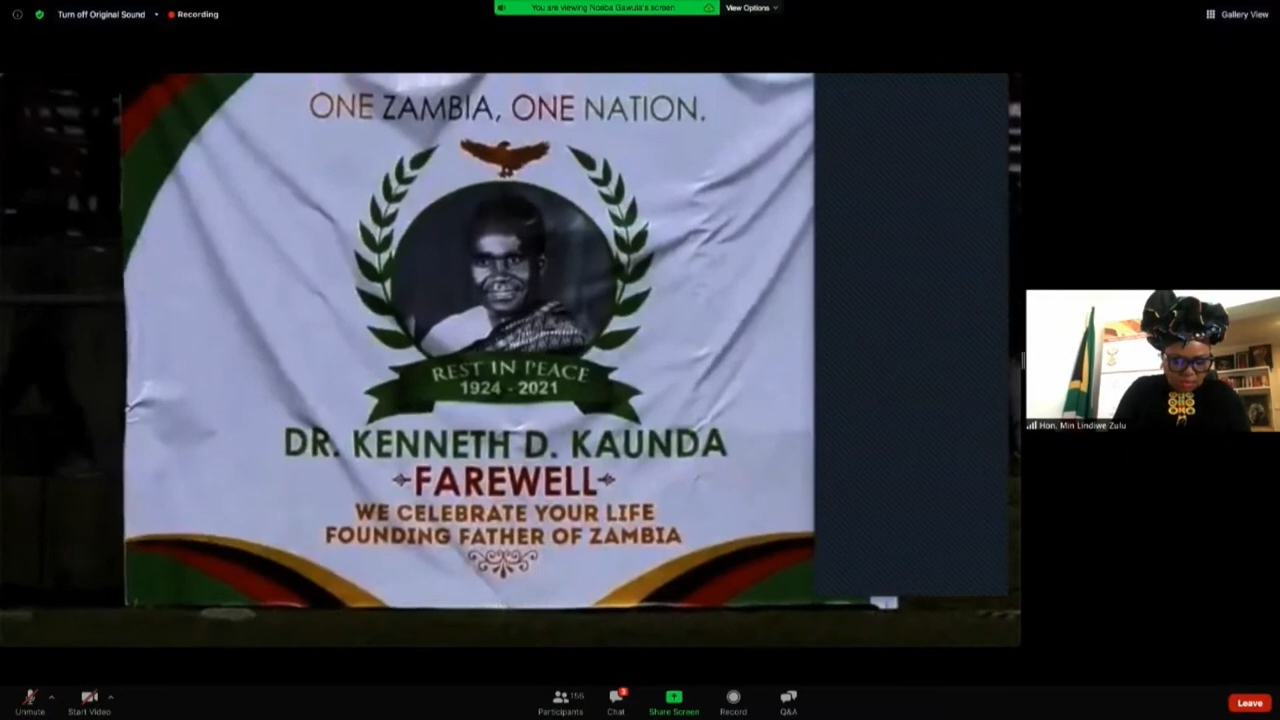 Turn off Original Sound
Recording
You are viewing Nosiba Gawula's screen
View Options
Gallery View
ONE ZAMBIA, ONE NATION.
REST IN PEACE
1924 - 2021
DR. KENNETH D. KAUNDA
FAREWELL
WE CELEBRATE YOUR LIFE
FOUNDING FATHER OF ZAMBIA
Hon, Min Lindiwe Zulu
Unmute
Start Video
156
Participants
3
Chat
Share Screen
Record
Q&A
Leave